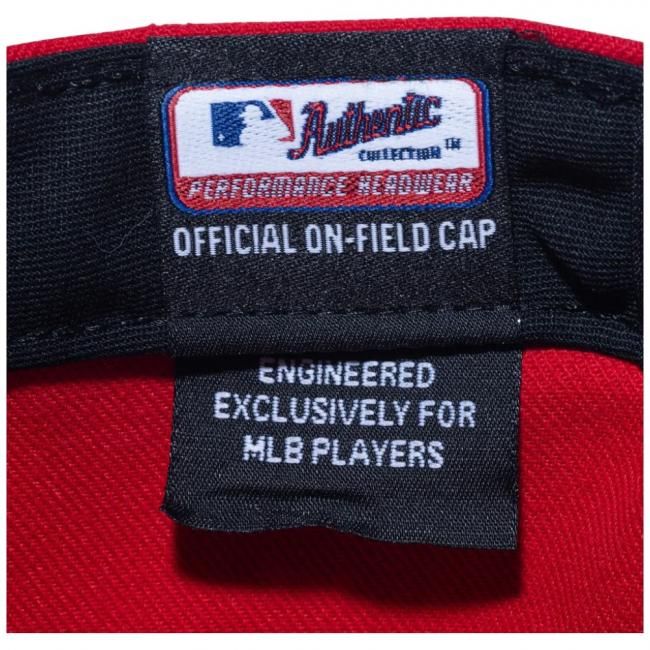 Authentic
COLLECTION™
PERFORMANCE HEADWEAR
OFFICIAL ON-FIELD CAP
ENGINEERED
EXCLUSIVELY FOR
MLB PLAYERS